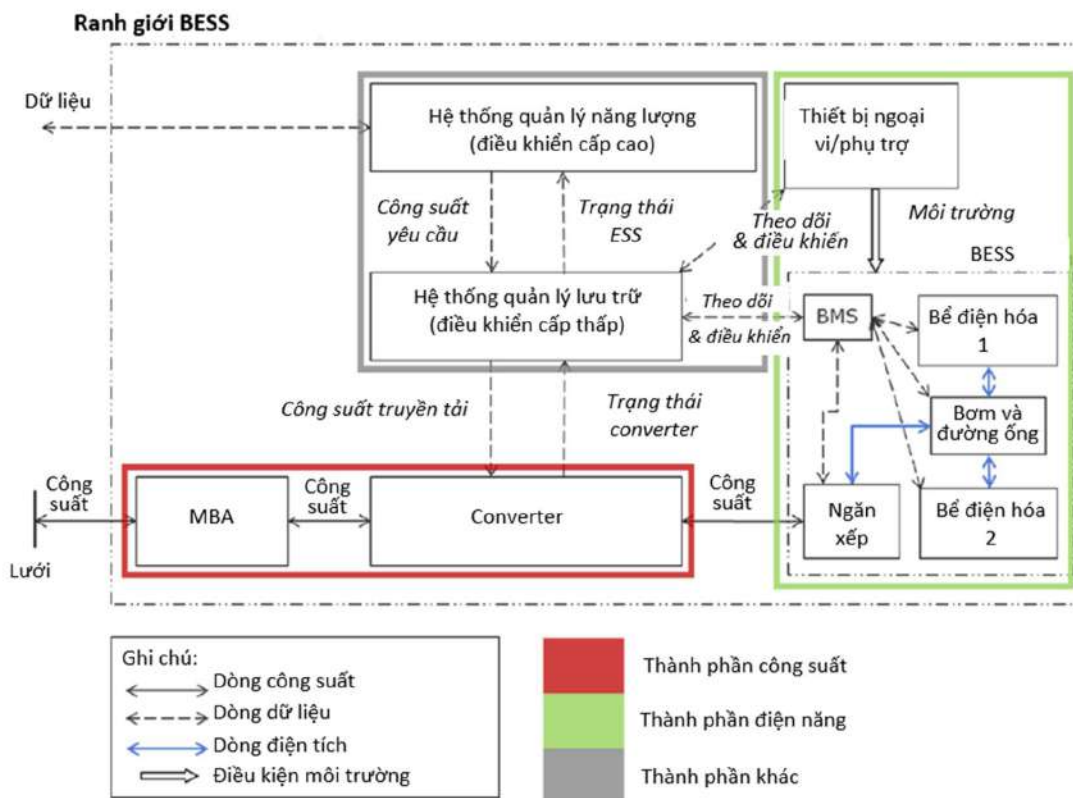 Ranh giới BESS
Dữ liệu
Hệ thống quản lý năng lượng
(điều khiển cấp cao)
Thiết bị ngoại
vi/phụ trợ
Công suất
yêu cầu
Trạng thái
ESS
Theo dõi
& điều khiến
Môi trường
BESS
Hệ thống quản lý lưu trữ
(điều khiển cấp thấp)
Theo dõi
& điều khiển
BMS
Bể điện hóa
1
Công suất truyền tải
Trạng thái
converter
Bơm và
đường ống
Công
suất
MBA
Công
suất
Converter
Công
suất
Ngăn
xếp
Bể điện hóa
2
Lưới
Ghi chú:
Dòng công suất
Dòng dữ liệu
Dòng điện tích
Điều kiện môi trường
Thành phần công suất
Thành phần điện năng
Thành phần khác